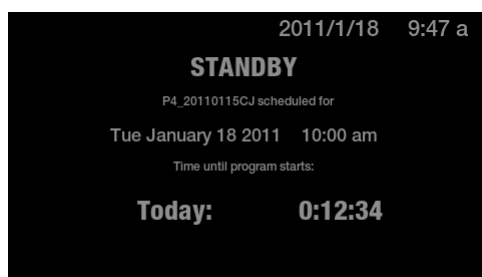 2011/1/18 9:47 a
STANDBY
P4_20110115CJ scheduled for
Tue January 18 2011 10:00 am
Time until program starts:
Today: 0:12:34